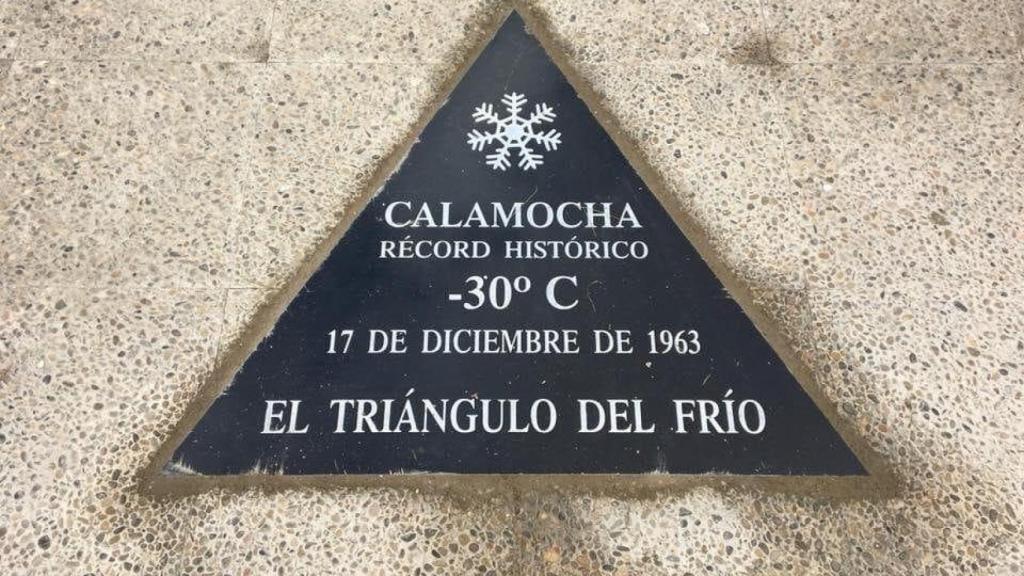 CALAMOCHA
RÉCORD HISTÓRICO
-30º C
17 DE DICIEMBRE DE 1963
EL TRIÁNGULO DEL FRÍO